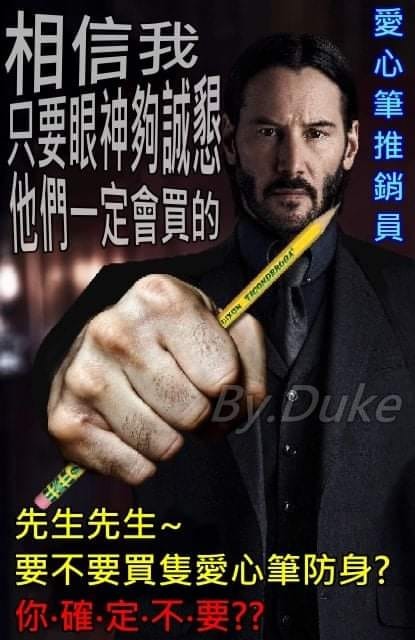 相信我
只要眼神夠誠懇
他們一定會買的
愛心筆推銷員
DIXON TICONDEROGA
By.Duke
先生先生~
要不要買隻愛心筆防身?
你·確·定·不·要??